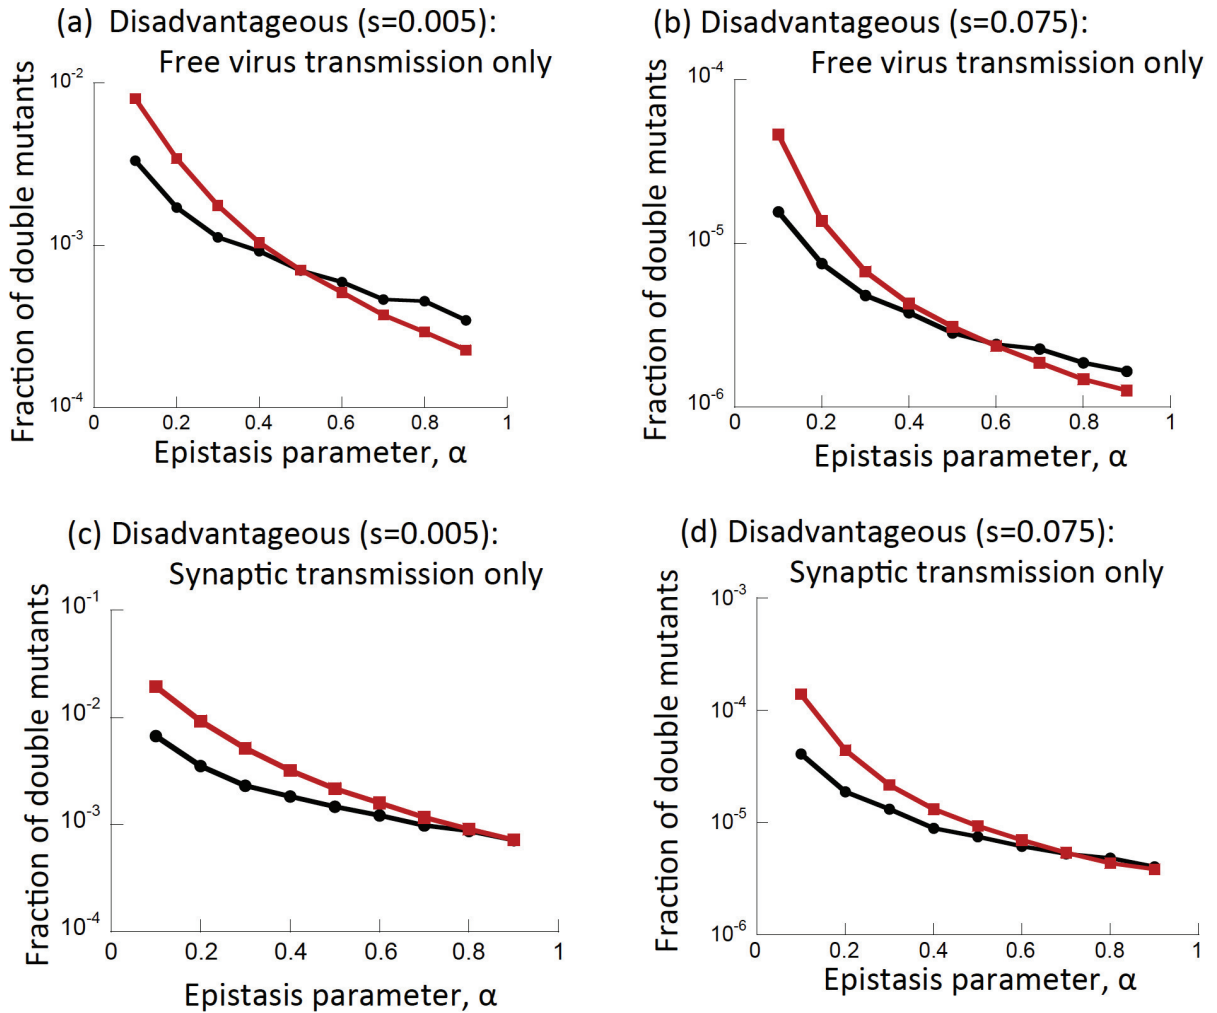 (a) Disadvantageous (s=0.005):
Free virus transmission only
Fraction of double mutants
10-2
10-3
10-4
0
0.2
0.4
0.6
0.8
1
Epistasis parameter, α
(b) Disadvantageous (s=0.075):
Free virus transmission only
Fraction of double mutants
10-4
10-5
10-6
0
0.2
0.4
0.6
0.8
1
Epistasis parameter, α
(c) Disadvantageous (s=0.005):
Synaptic transmission only
Fraction of double mutants
10-1
10-2
10-3
10-4
0
0.2
0.4
0.6
0.8
1
Epistasis parameter, α
(d) Disadvantageous (s=0.075):
Synaptic transmission only
Fraction of double mutants
10-3
10-4
10-5
10-6
0
0.2
0.4
0.6
0.8
1
Epistasis parameter, α